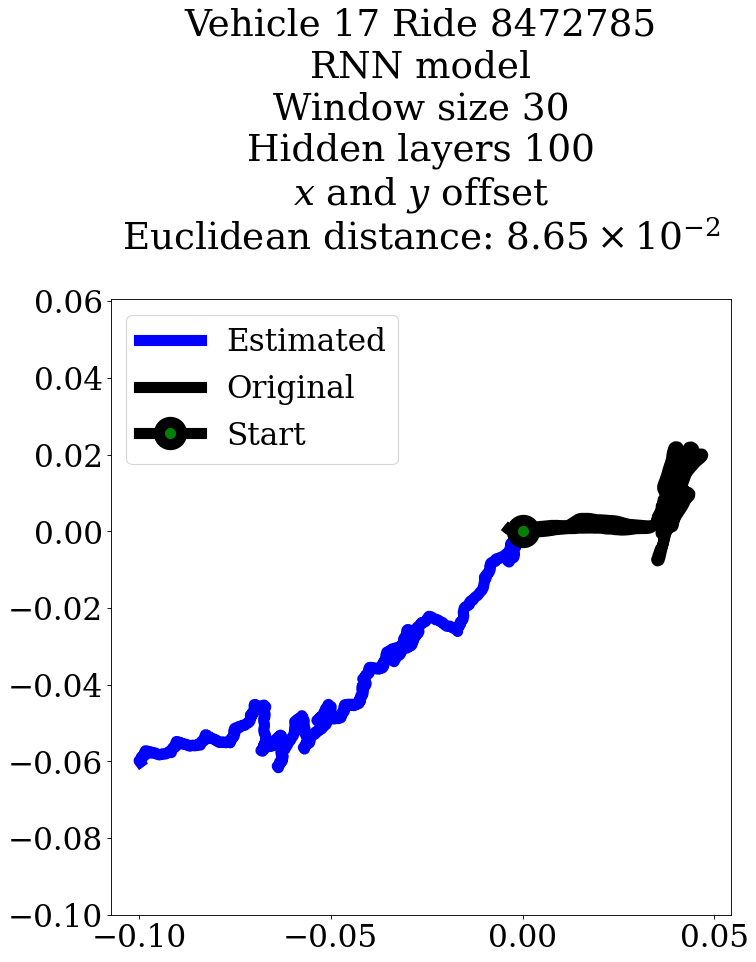 Vehicle 17 Ride 8472785
RNN model
Window size 30
Hidden layers 100
x and y offset
Euclidean distance: 8.65 × 10⁻²
Estimated
Original
Start
0.06
0.04
0.02
0.00
−0.02
−0.04
−0.06
−0.08
−0.10
−0.10 −0.05 0.00 0.05